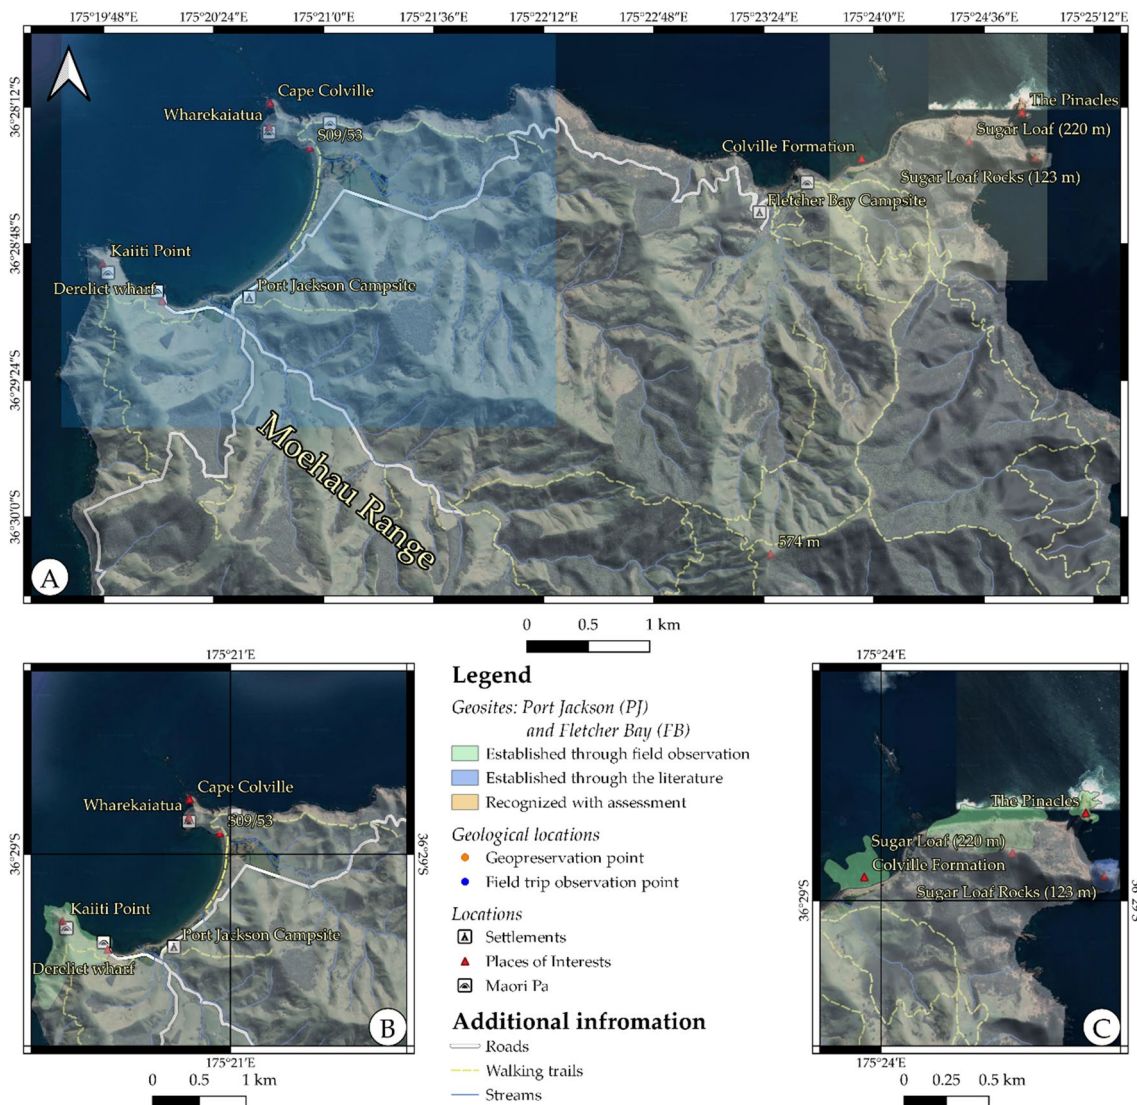 175°19'48"E 175°20'24"E 175°21'0"E 175°21'36"E 175°22'12"E 175°22'48"E 175°23'24"E 175°24'0"E 175°24'36"E 175°25'12"E
36°28'12"S
36°28'48"S
36°29'24"S
36°30'0"S
Cape Colville
Wharekaiatua
S09/53
The Pinacles
Sugar Loaf (220 m)
Colville Formation
Sugar Loaf Rocks (123 m)
Fletcher Bay Campsite
Kaiiti Point
Derelict wharf
Port Jackson Campsite
Moehau Range
574 m
A
0 0.5 1 km
175°21'E
Cape Colville
Wharekaiatua
S09/53
36°29'S
Kaiiti Point
Port Jackson Campsite
Derelict wharf
B
175°21'E
0 0.5 1 km
Legend
Geosites: Port Jackson (PJ)
and Fletcher Bay (FB)
Established through field observation
Established through the literature
Recognized with assessment
Geological locations
Geopreservation point
Field trip observation point
Locations
Settlements
Places of Interests
Maori Pa
Additional infromation
Roads
Walking trails
Streams
175°24'E
The Pinacles
Sugar Loaf (220 m)
Colville Formation
Sugar Loaf Rocks (123 m)
36°29'S
36°29'S
C
175°24'E
0 0.25 0.5 km